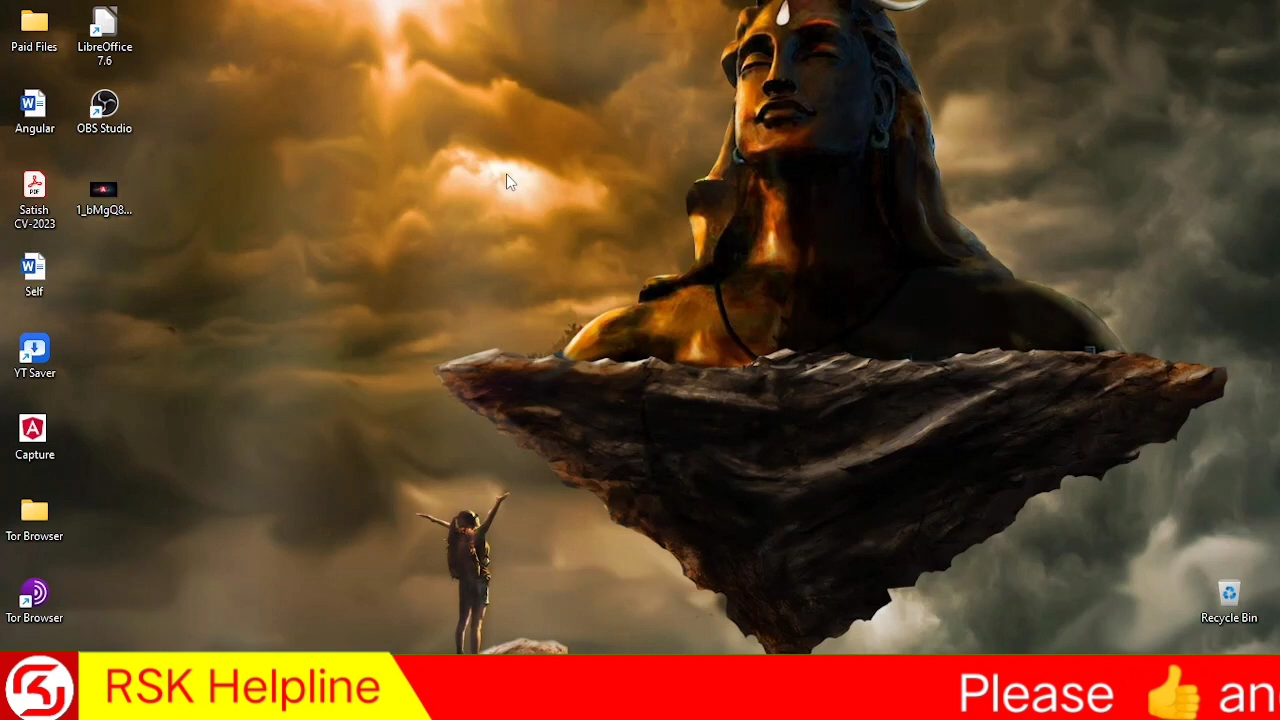 Paid Files
LibreOffice
7.6
Angular
OBS Studio
Satish
CV-2023
1_bMgQ8...
Self
YT Saver
Capture
Tor Browser
Tor Browser
Recycle Bin
RSK Helpline
Please 👍 an